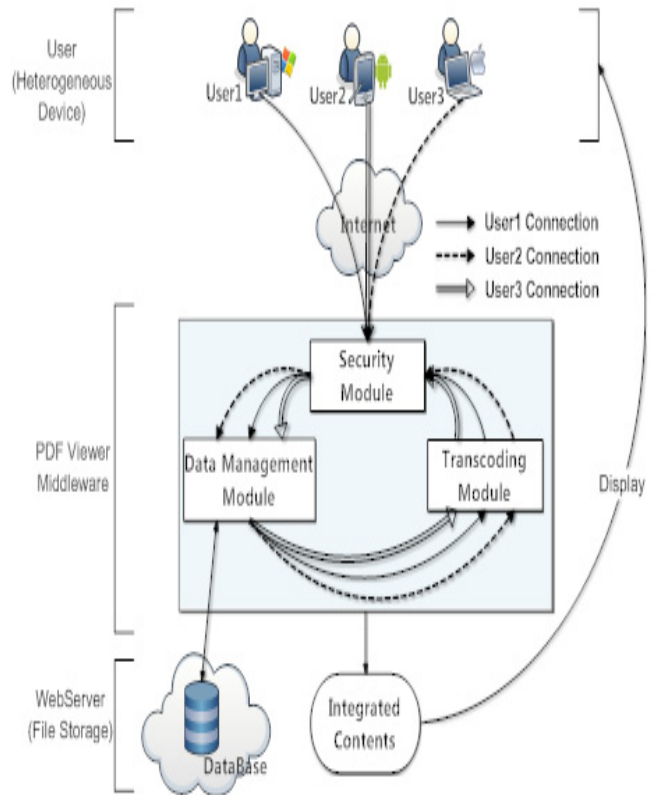 User
(Heterogeneous
Device)
User1
User2
User3
Internet
User1 Connection
User2 Connection
User3 Connection
PDF Viewer
Middleware
Security
Module
Data Management
Module
Transcoding
Module
Display
WebServer
(File Storage)
DataBase
Integrated
Contents